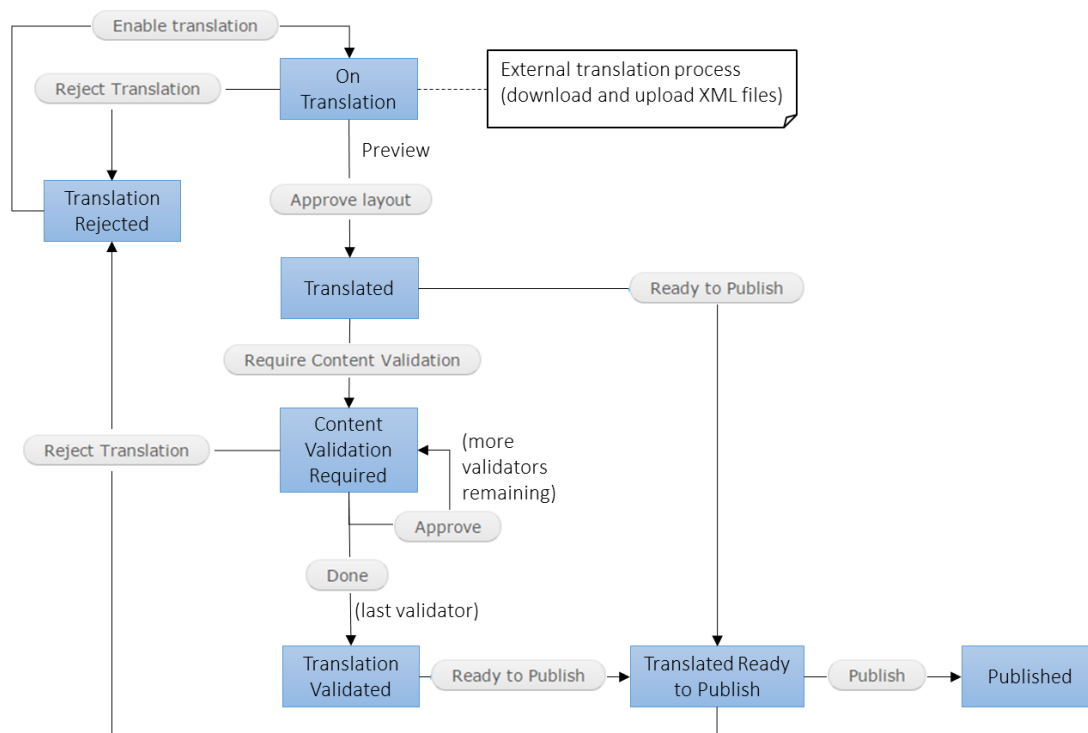 Enable translation
On
Translation
External translation process
(download and upload XML files)
Reject Translation
Preview
Translation
Rejected
Approve layout
Translated
Ready to Publish
Require Content Validation
Content
Validation
Required
(more
validators
remaining)
Reject Translation
Approve
Done
(last validator)
Translation
Validated
Ready to Publish
Translated Ready
to Publish
Publish
Published